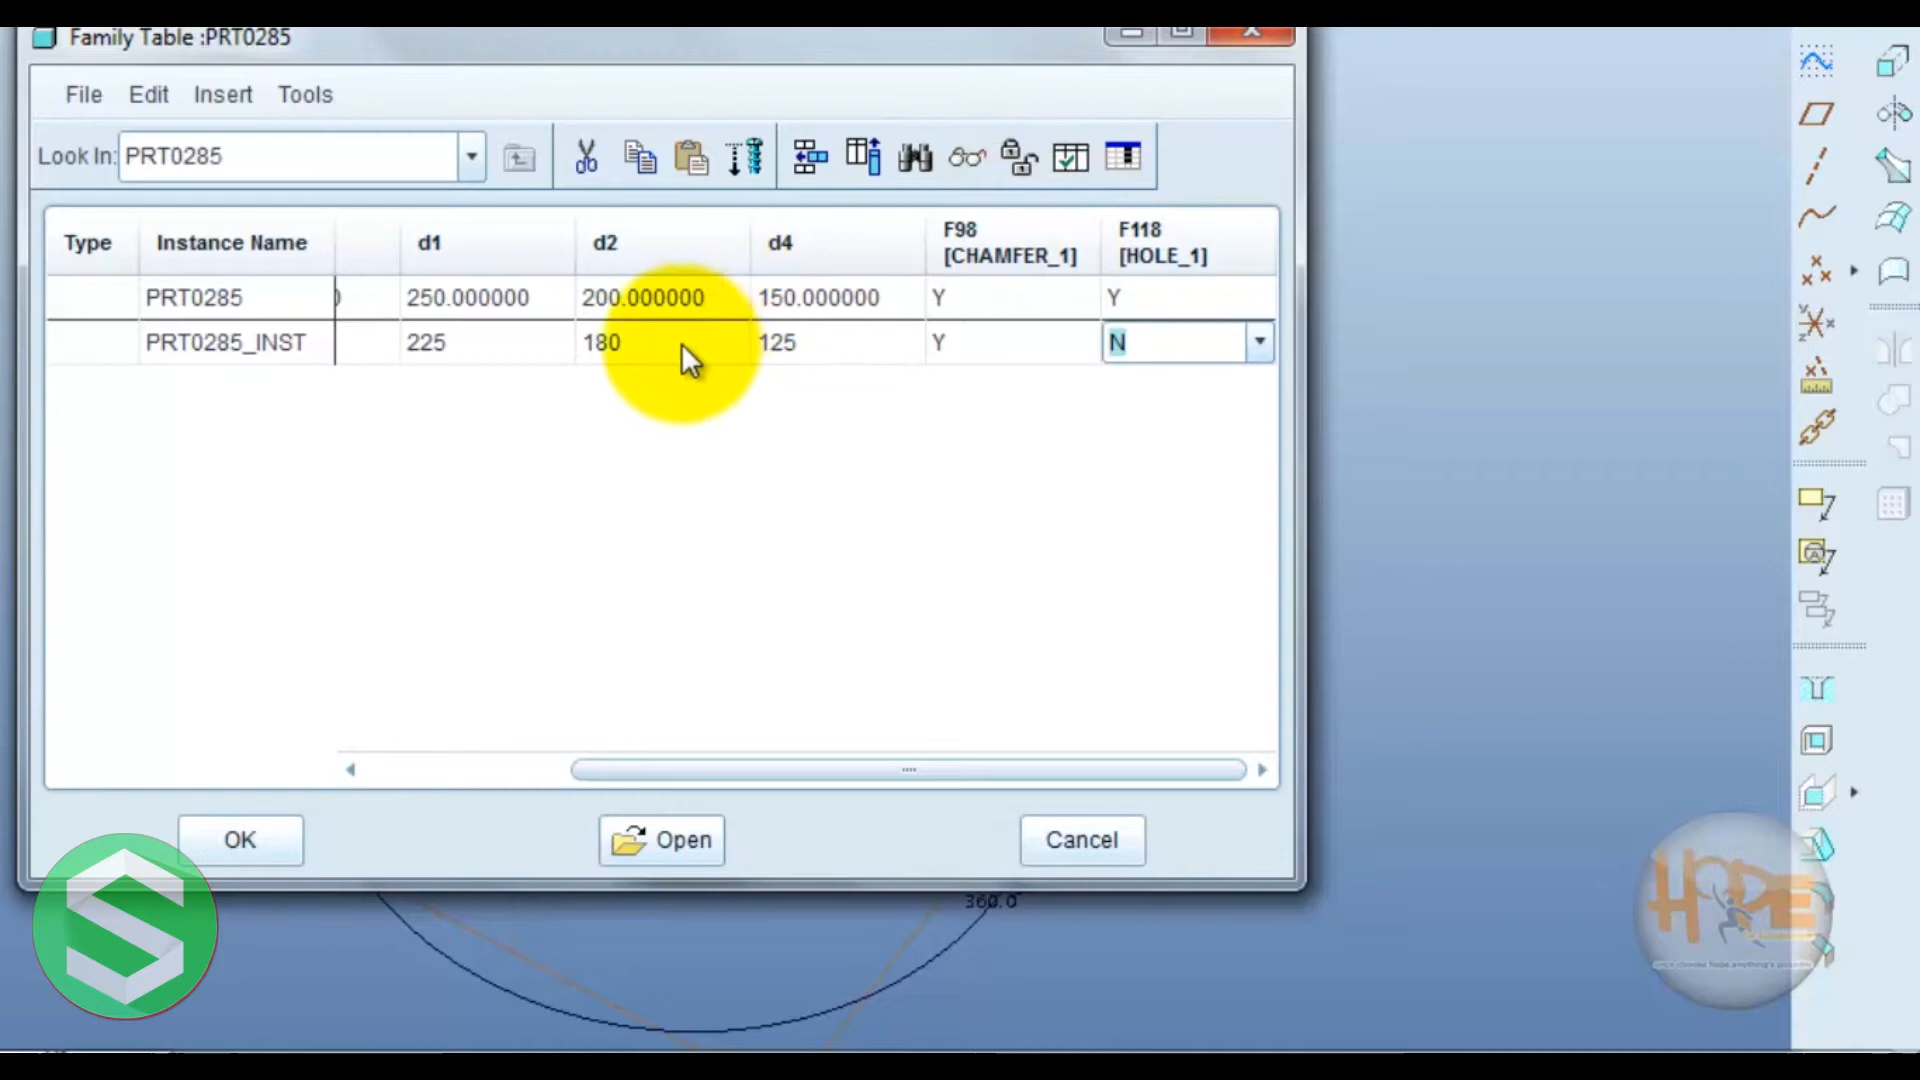 Family Table :PRT0285
File Edit Insert Tools
Look In: PRT0285
Type Instance Name d1 d2 d4 F98 [CHAMFER_1] F118 [HOLE_1]
PRT0285 250.000000 200.000000 150.000000 Y Y
PRT0285_INST 225 180 125 Y N
OK Open Cancel
360.0
HOPE